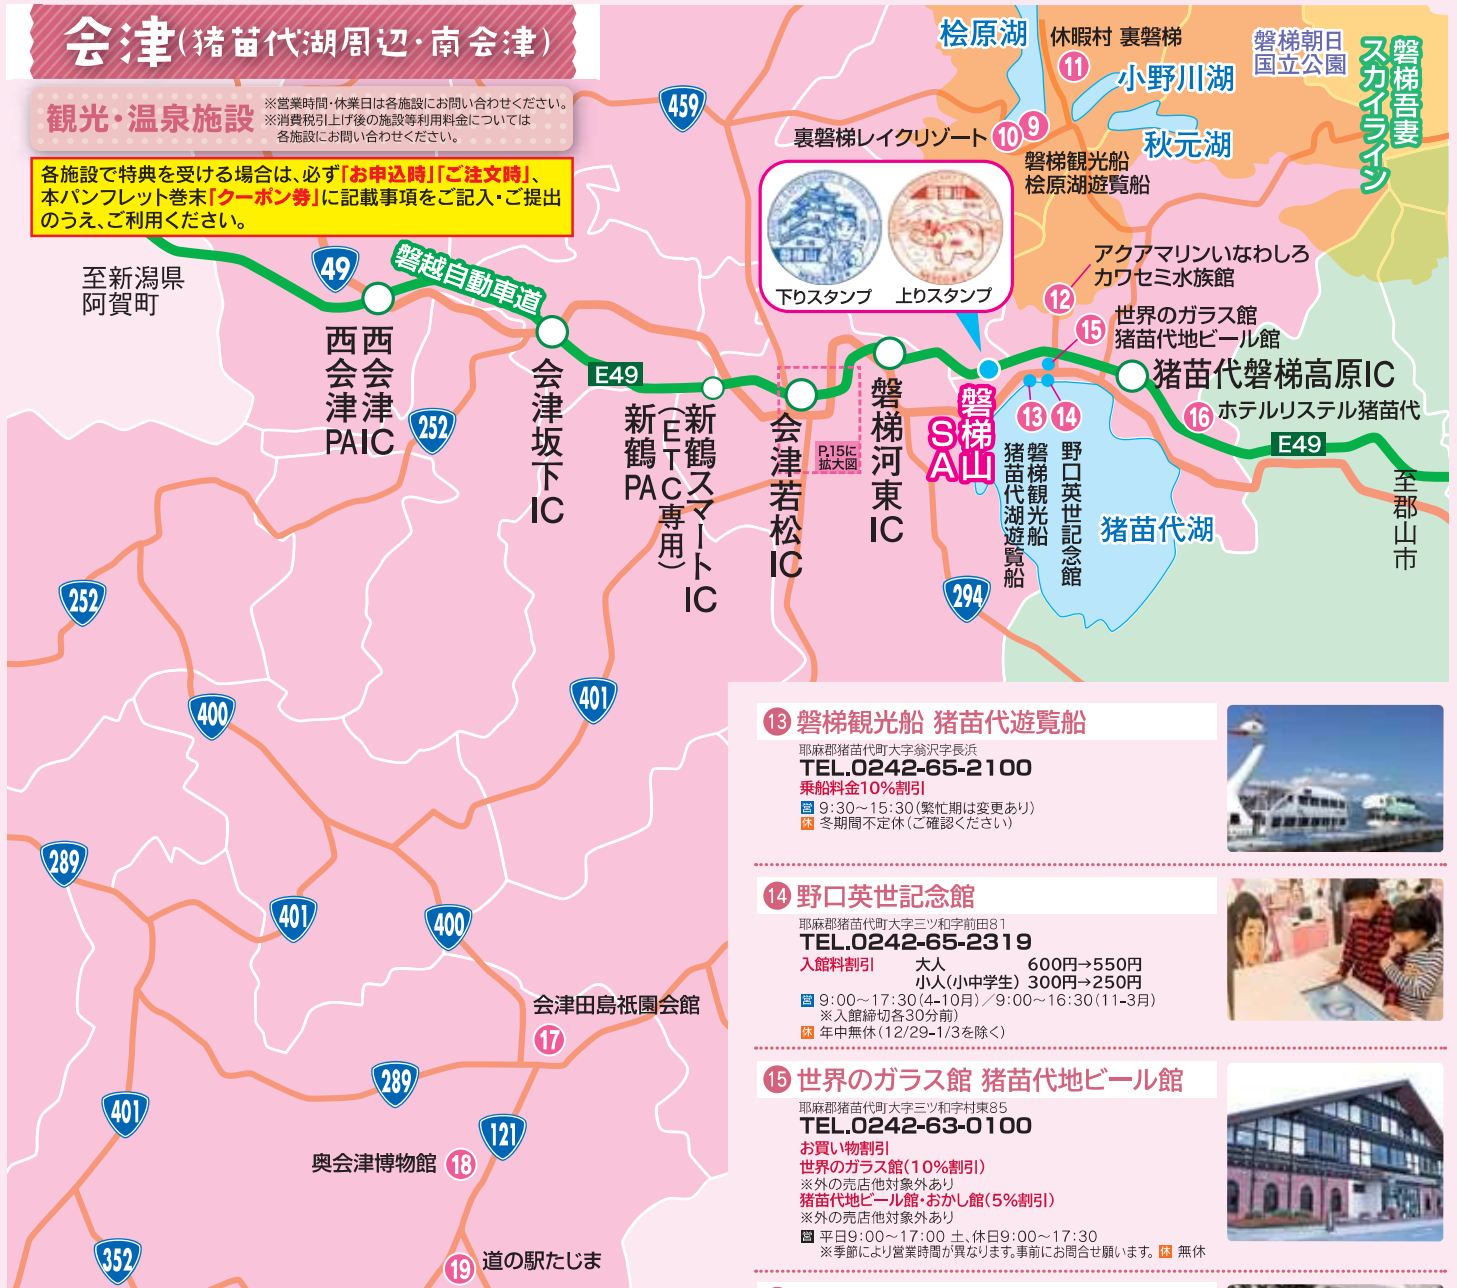 会津(猪苗代湖周辺・南会津)
観光・温泉施設
※営業時間・休業日は各施設にお問い合わせください。
※消費税引上げ後の施設等利用料金については
各施設にお問い合わせください。
各施設で特典を受ける場合は、必ず「お申込時」「ご注文時」、
本パンフレット巻末「クーポン券」に記載事項をご記入・ご提出
のうえ、ご利用ください。
桧原湖
休暇村 裏磐梯
11
小野川湖
磐梯朝日
国立公園
磐梯吾妻
スカイライン
459
裏磐梯レイクリゾート
10
9
秋元湖
磐梯観光船
桧原湖遊覧船
下りスタンプ
上りスタンプ
至新潟県
阿賀町
49
磐越自動車道
アクアマリンいなわしろ
カワセミ水族館
12
世界のガラス館
猪苗代地ビール館
15
西会津IC
西会津PA
会津坂下IC
E49
新鶴スマートIC
(ETC専用)
新鶴PA
会津若松IC
P.15に
拡大図
磐梯河東IC
磐梯山
SA
13
14
磐梯観光船
猪苗代湖遊覧船
野口英世記念館
猪苗代磐梯高原IC
16
ホテルリステル猪苗代
E49
至郡山市
猪苗代湖
252
252
294
400
401
289
401
400
会津田島祇園会館
17
289
401
121
奥会津博物館
18
352
19
道の駅たじま
13 磐梯観光船 猪苗代遊覧船
耶麻郡猪苗代町大字翁沢字長浜
TEL.0242-65-2100
乗船料金10%割引
営 9:30〜15:30(繁忙期は変更あり)
休 冬期間不定休(ご確認ください)
14 野口英世記念館
耶麻郡猪苗代町大字三ツ和字前田81
TEL.0242-65-2319
入館料割引 大人 600円→550円
小人(小中学生) 300円→250円
営 9:00〜17:30(4-10月)／9:00〜16:30(11-3月)
※入館締切各30分前)
休 年中無休(12/29-1/3を除く)
15 世界のガラス館 猪苗代地ビール館
耶麻郡猪苗代町大字三ツ和字村東85
TEL.0242-63-0100
お買い物割引
世界のガラス館(10%割引)
※外の売店他対象外あり
猪苗代地ビール館・おかし館(5%割引)
※外の売店他対象外あり
営 平日9:00〜17:00 土、休日9:00〜17:30
※季節により営業時間が異なります。事前にお問合せ願います。 休 無休